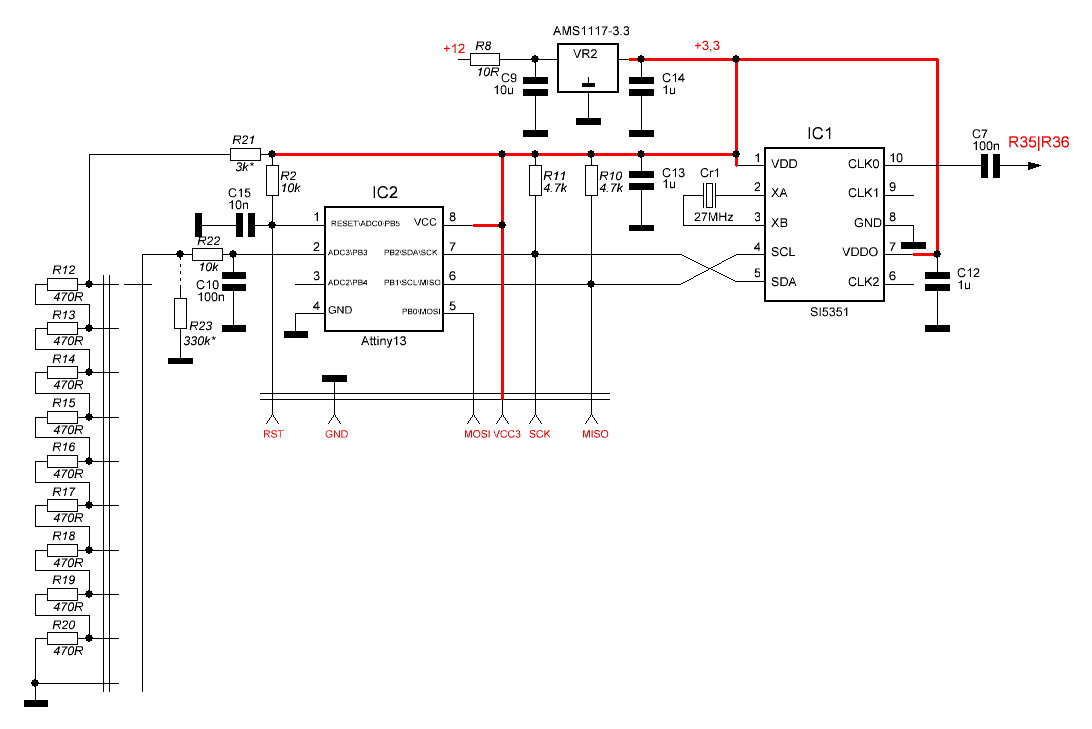 AMS1117-3.3
+12
R8
10R
VR2
+3,3
C9
10u
C14
1u
R21
3k*
R2
10k
C15
10n
IC2
R11
4.7k
R10
4.7k
C13
1u
Cr1
27MHz
IC1
C7
100n
R35|R36
1 VDD
CLK0 10
2 XA
CLK1 9
3 XB
GND 8
4 SCL
VDDO 7
5 SDA
CLK2 6
SI5351
C12
1u
1 RESET\ADC0\PB5
VCC 8
2 ADC3\PB3
PB2\SDA\SCK 7
3 ADC2\PB4
PB1\SCL\MISO 6
4 GND
PB0\MOSI 5
Attiny13
R22
10k
C10
100n
R23
330k*
R12
470R
R13
470R
R14
470R
R15
470R
R16
470R
R17
470R
R18
470R
R19
470R
R20
470R
RST
GND
MOSI
VCC3
SCK
MISO